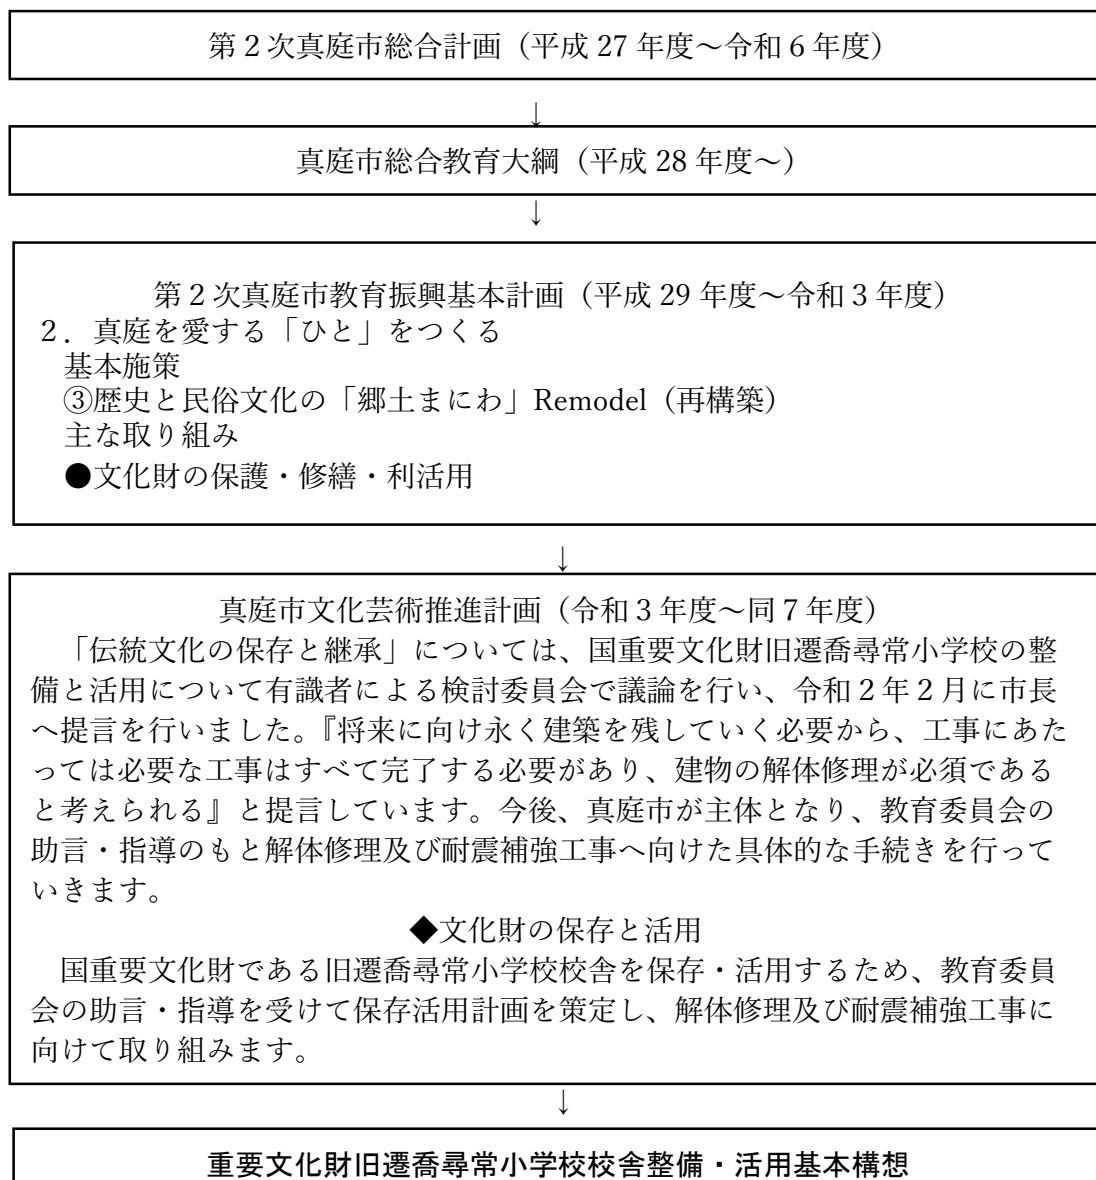 第２次真庭市総合計画（平成 27 年度～令和６年度）
↓
真庭市総合教育大綱（平成 28 年度～）
↓
第２次真庭市教育振興基本計画（平成 29 年度～令和３年度）
２．真庭を愛する「ひと」をつくる
基本施策
③歴史と民俗文化の「郷土まにわ」Remodel（再構築）
主な取り組み
●文化財の保護・修繕・利活用
↓
真庭市文化芸術推進計画（令和３年度～同７年度）
「伝統文化の保存と継承」については、国重要文化財旧遷喬尋常小学校の整
備と活用について有識者による検討委員会で議論を行い、令和２年２月に市長
へ提言を行いました。『将来に向け永く建築を残していく必要から、工事にあた
っては必要な工事はすべて完了する必要があり、建物の解体修理が必須である
と考えられる』と提言しています。今後、真庭市が主体となり、教育委員会の
助言・指導のもと解体修理及び耐震補強工事へ向けた具体的な手続きを行って
いきます。
◆文化財の保存と活用
国重要文化財である旧遷喬尋常小学校校舎を保存・活用するため、教育委員
会の助言・指導を受けて保存活用計画を策定し、解体修理及び耐震補強工事に
向けて取り組みます。
↓
重要文化財旧遷喬尋常小学校校舎整備・活用基本構想